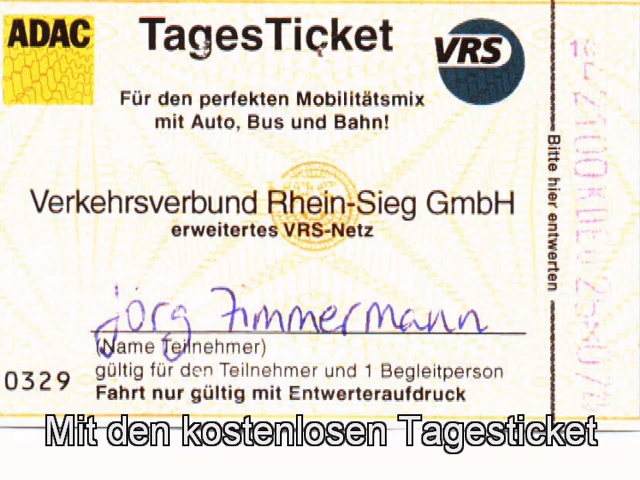 ADAC
TagesTicket
VRS
Für den perfekten Mobilitätsmix
mit Auto, Bus und Bahn!
Verkehrsverbund Rhein-Sieg GmbH
erweitertes VRS-Netz
Jörg Zimmermann
(Name Teilnehmer)
gültig für den Teilnehmer und 1 Begleitperson
0329
Fahrt nur gültig mit Entwerteraufdruck
Bitte hier entwerten
Mit den kostenlosen Tagesticket